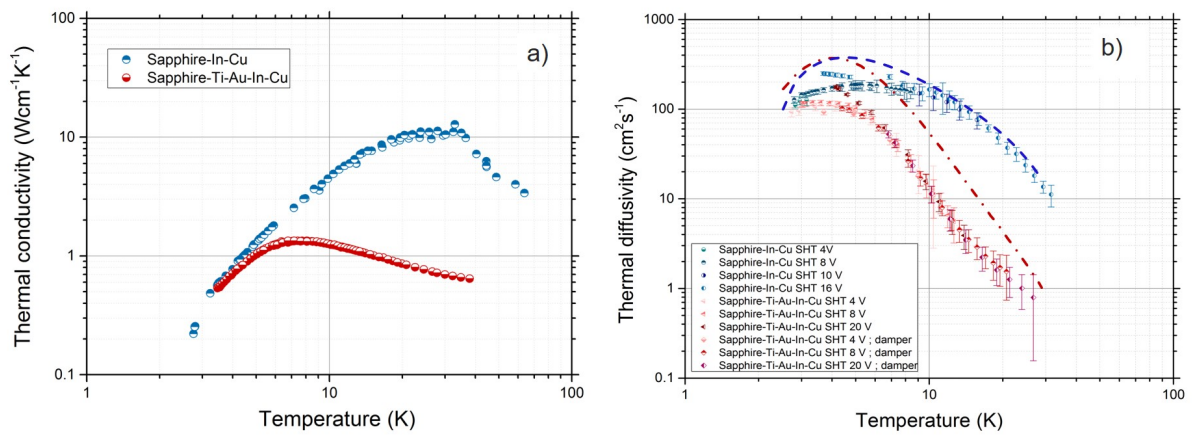 a)
Sapphire-In-Cu
Sapphire-Ti-Au-In-Cu
Thermal conductivity (Wcm⁻¹K⁻¹)
100
10
1
0.1
1
10
100
Temperature (K)
b)
Thermal diffusivity (cm²s⁻¹)
1000
100
10
1
0.1
Sapphire-In-Cu SHT 4V
Sapphire-In-Cu SHT 8 V
Sapphire-In-Cu SHT 10 V
Sapphire-In-Cu SHT 16 V
Sapphire-Ti-Au-In-Cu SHT 4 V
Sapphire-Ti-Au-In-Cu SHT 8 V
Sapphire-Ti-Au-In-Cu SHT 20 V
Sapphire-Ti-Au-In-Cu SHT 4 V ; damper
Sapphire-Ti-Au-In-Cu SHT 8 V ; damper
Sapphire-Ti-Au-In-Cu SHT 20 V ; damper
1
10
100
Temperature (K)